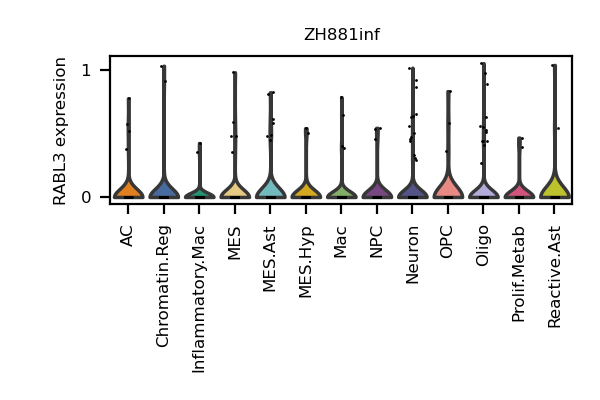 ZH881inf
RABL3 expression
1
0
AC
Chromatin.Reg
Inflammatory.Mac
MES
MES.Ast
MES.Hyp
Mac
NPC
Neuron
OPC
Oligo
Prolif.Metab
Reactive.Ast